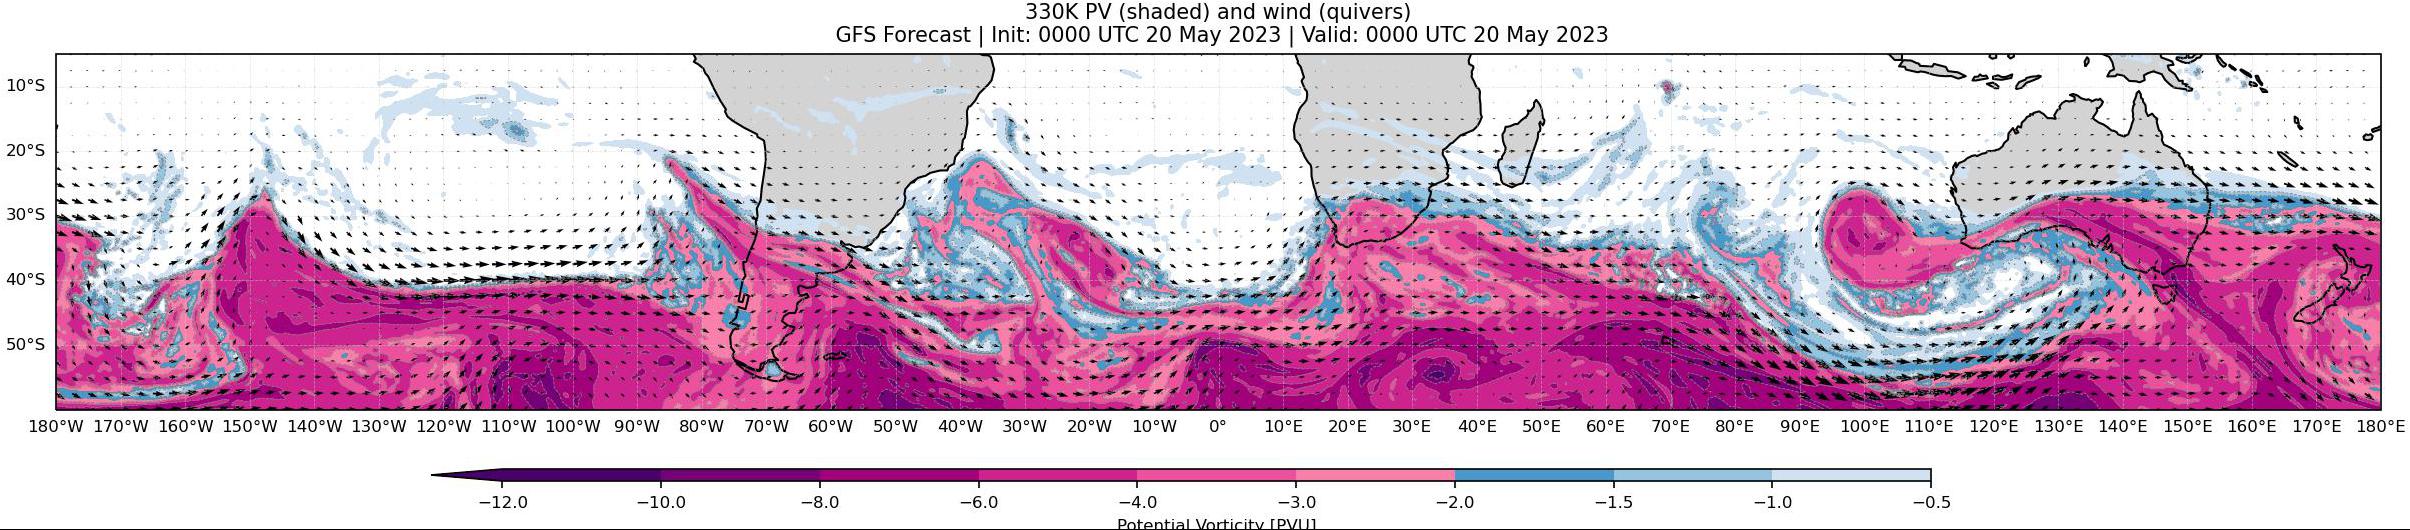 330K PV (shaded) and wind (quivers)
GFS Forecast | Init: 0000 UTC 20 May 2023 | Valid: 0000 UTC 20 May 2023
10°S
20°S
30°S
40°S
50°S
180°W 170°W 160°W 150°W 140°W 130°W 120°W 110°W 100°W 90°W 80°W 70°W 60°W 50°W 40°W 30°W 20°W 10°W 0° 10°E 20°E 30°E 40°E 50°E 60°E 70°E 80°E 90°E 100°E 110°E 120°E 130°E 140°E 150°E 160°E 170°E 180°E
−12.0 −10.0 −8.0 −6.0 −4.0 −3.0 −2.0 −1.5 −1.0 −0.5
Potential Vorticity [PVU]